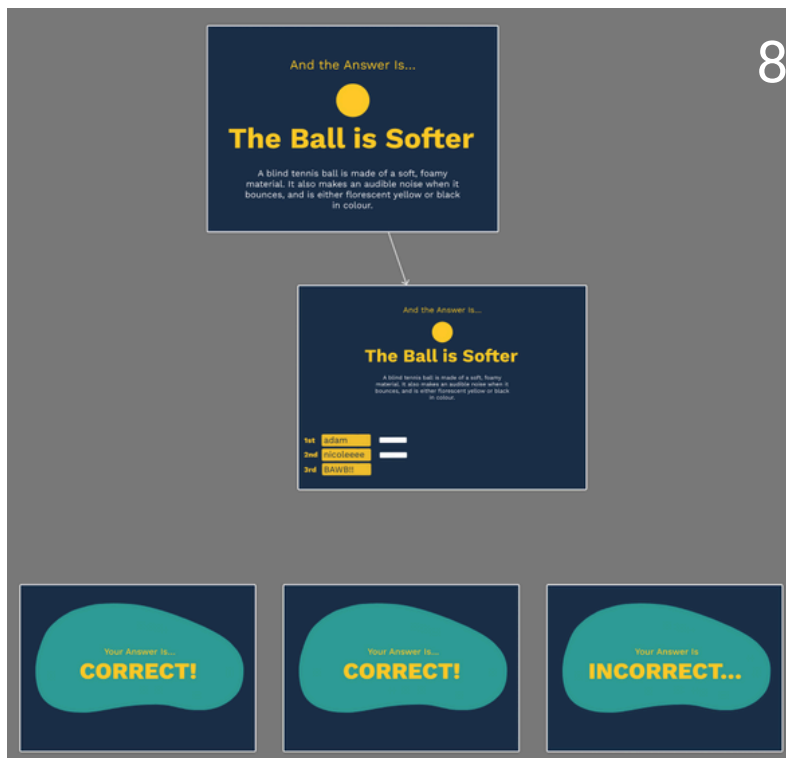 8
And the Answer Is...
The Ball is Softer
A blind tennis ball is made of a soft, foamy
material. It also makes an audible noise when it
bounces, and is either florescent yellow or black
in colour.
And the Answer Is...
The Ball is Softer
A blind tennis ball is made of a soft, foamy
material. It also makes an audible noise when it
bounces, and is either florescent yellow or black
in colour.
1st adam
2nd nicoleeee
3rd BAWB!!
Your Answer Is...
CORRECT!
Your Answer Is...
CORRECT!
Your Answer Is
INCORRECT...